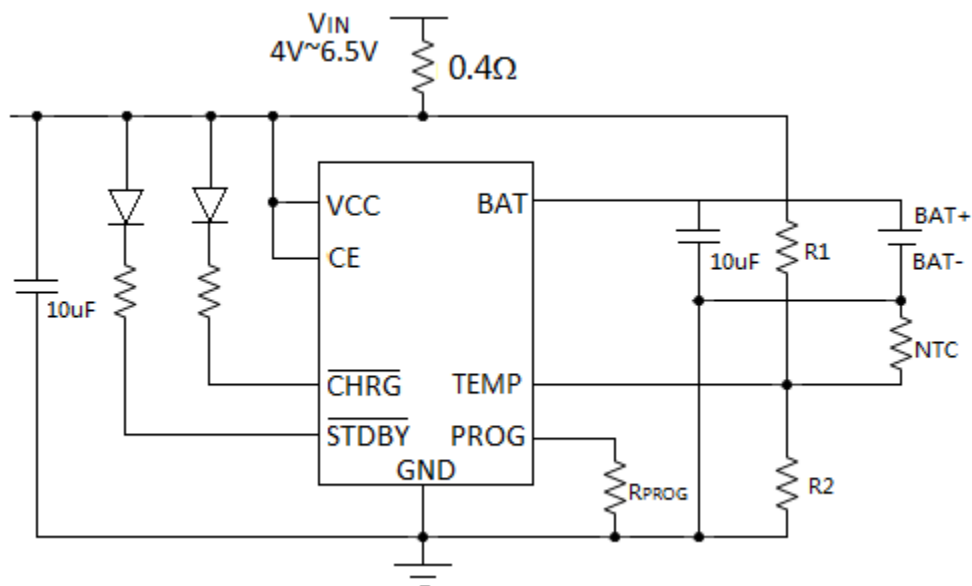 VIN
4V~6.5V
0.4Ω
VCC
BAT
BAT+
CE
10uF
R1
BAT-
10uF
NTC
CHRG
TEMP
STDBY
PROG
GND
RPROG
R2